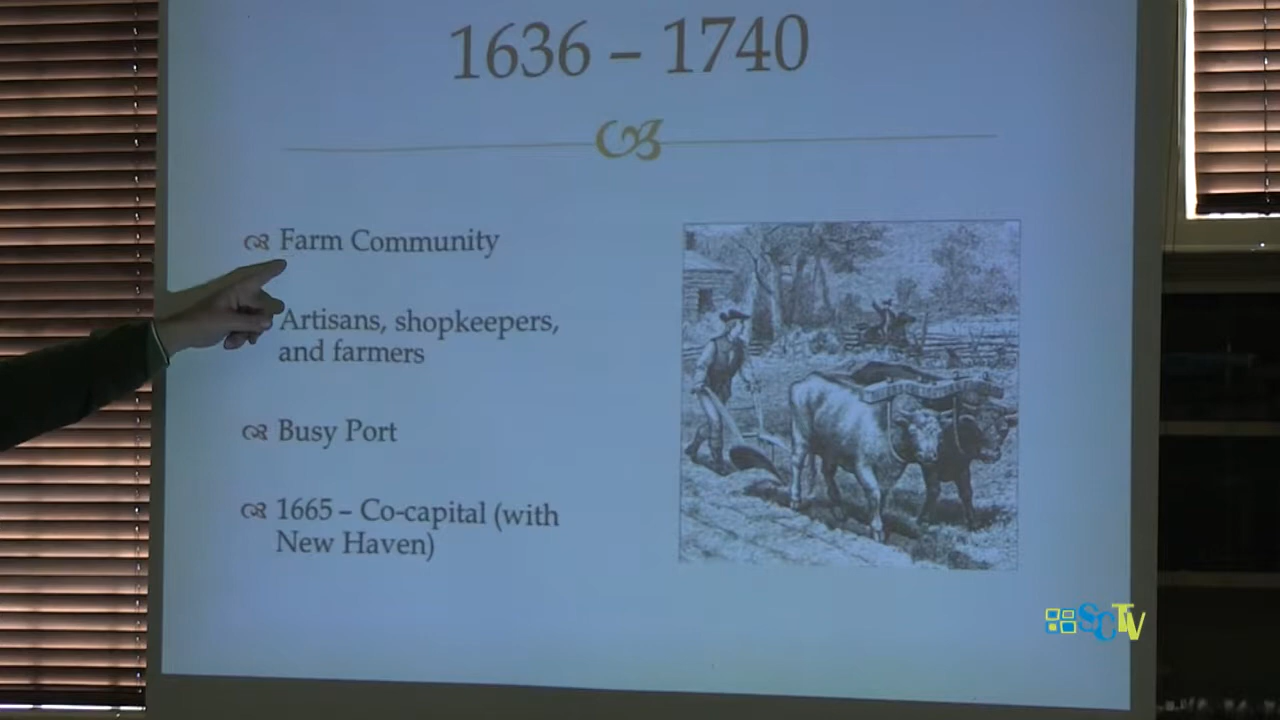 1636 – 1740
Farm Community
Artisans, shopkeepers,
and farmers
Busy Port
1665 – Co-capital (with
New Haven)
SCTV